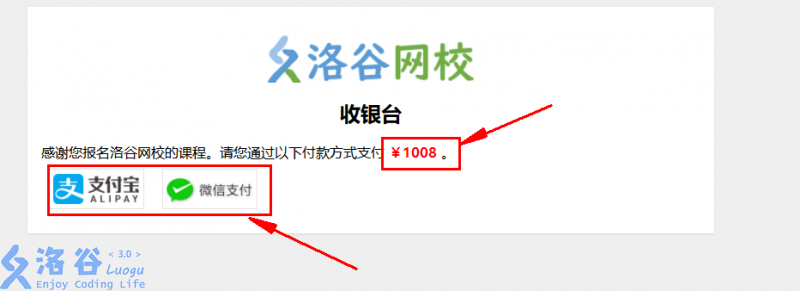 洛谷网校
收银台
感谢您报名洛谷网校的课程。请您通过以下付款方式支付 ￥1008 。
支付宝 微信支付
ALIPAY
洛谷 < 3.0 >
Luogu
Enjoy Coding Life